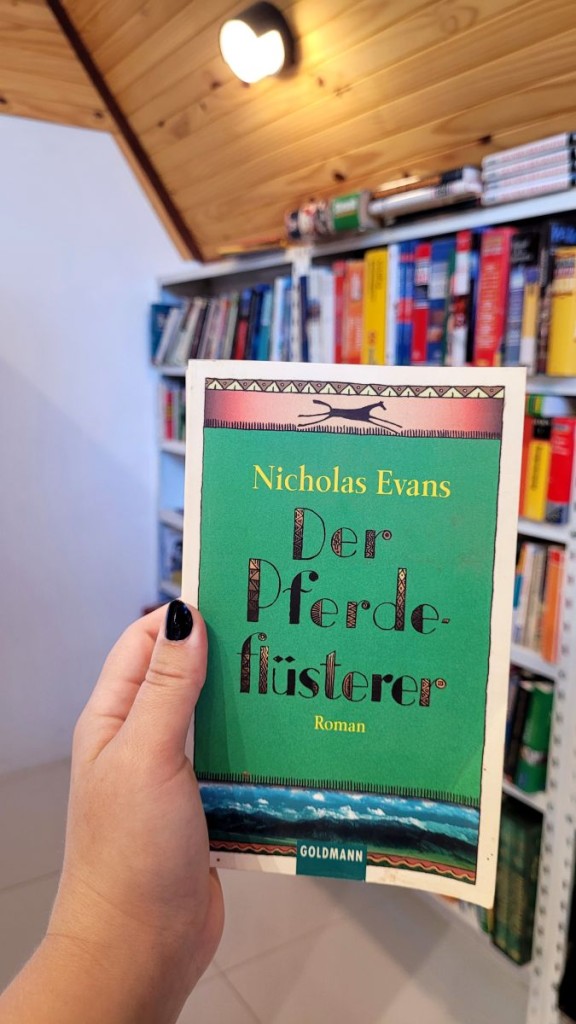 Nicholas Evans
Der
Pferde-
flüsterer
Roman
GOLDMANN